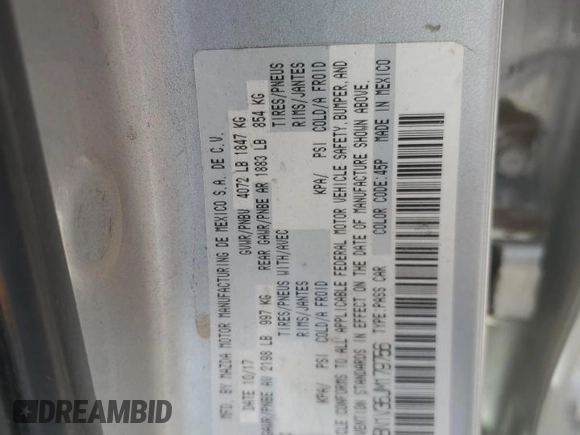 MFD. BY MAZDA MOTOR MANUFACTURING DE MEXICO S.A. DE C.V.
DATE 10/17 GVWR/PNBV 4072 LB 1847 KG
GAWR/PNBE AV 2198 LB 997 KG REAR GAWR/PNBE AR 1883 LB 854 KG
TIRES/PNEUS WITH/AVEC TIRES/PNEUS
RIMS/JANTES RIMS/JANTES
KPA/ PSI COLD/A FROID KPA/ PSI COLD/A FROID
CONFORMS TO ALL APPLICABLE FEDERAL MOTOR VEHICLE SAFETY, BUMPER, AND
STANDARDS IN EFFECT ON THE DATE OF MANUFACTURE SHOWN ABOVE.
TYPE:PASS CAR COLOR CODE:45P MADE IN MEXICO
DREAMBID